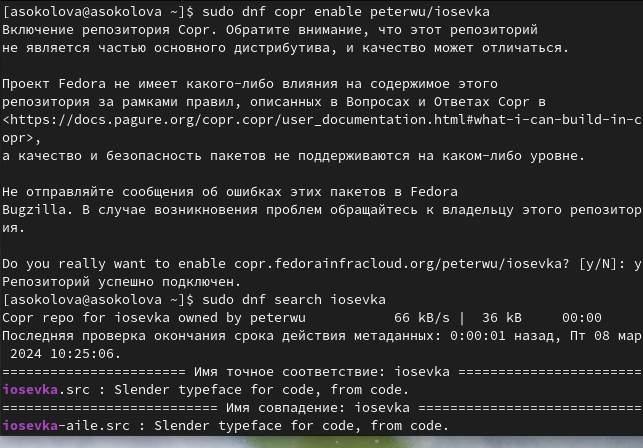 [asokolova@asokolova ~]$ sudo dnf copr enable peterwu/iosevka
Включение репозитория Copr. Обратите внимание, что этот репозиторий
не является частью основного дистрибутива, и качество может отличаться.

Проект Fedora не имеет какого-либо влияния на содержимое этого
репозитория за рамками правил, описанных в Вопросах и Ответах Copr в
<https://docs.pagure.org/copr.copr/user_documentation.html#what-i-can-build-in-c
opr>,
а качество и безопасность пакетов не поддерживаются на каком-либо уровне.

Не отправляйте сообщения об ошибках этих пакетов в Fedora
Bugzilla. В случае возникновения проблем обращайтесь к владельцу этого репозитор
ия.

Do you really want to enable copr.fedorainfracloud.org/peterwu/iosevka? [y/N]: y
Репозиторий успешно подключен.
[asokolova@asokolova ~]$ sudo dnf search iosevka
Copr repo for iosevka owned by peterwu           66 kB/s |  36 kB     00:00
Последняя проверка окончания срока действия метаданных: 0:00:01 назад, Пт 08 мар
 2024 10:25:06.
======================= Имя точное соответствие: iosevka =======================
iosevka.src : Slender typeface for code, from code.
=========================== Имя совпадение: iosevka ============================
iosevka-aile.src : Slender typeface for code, from code.